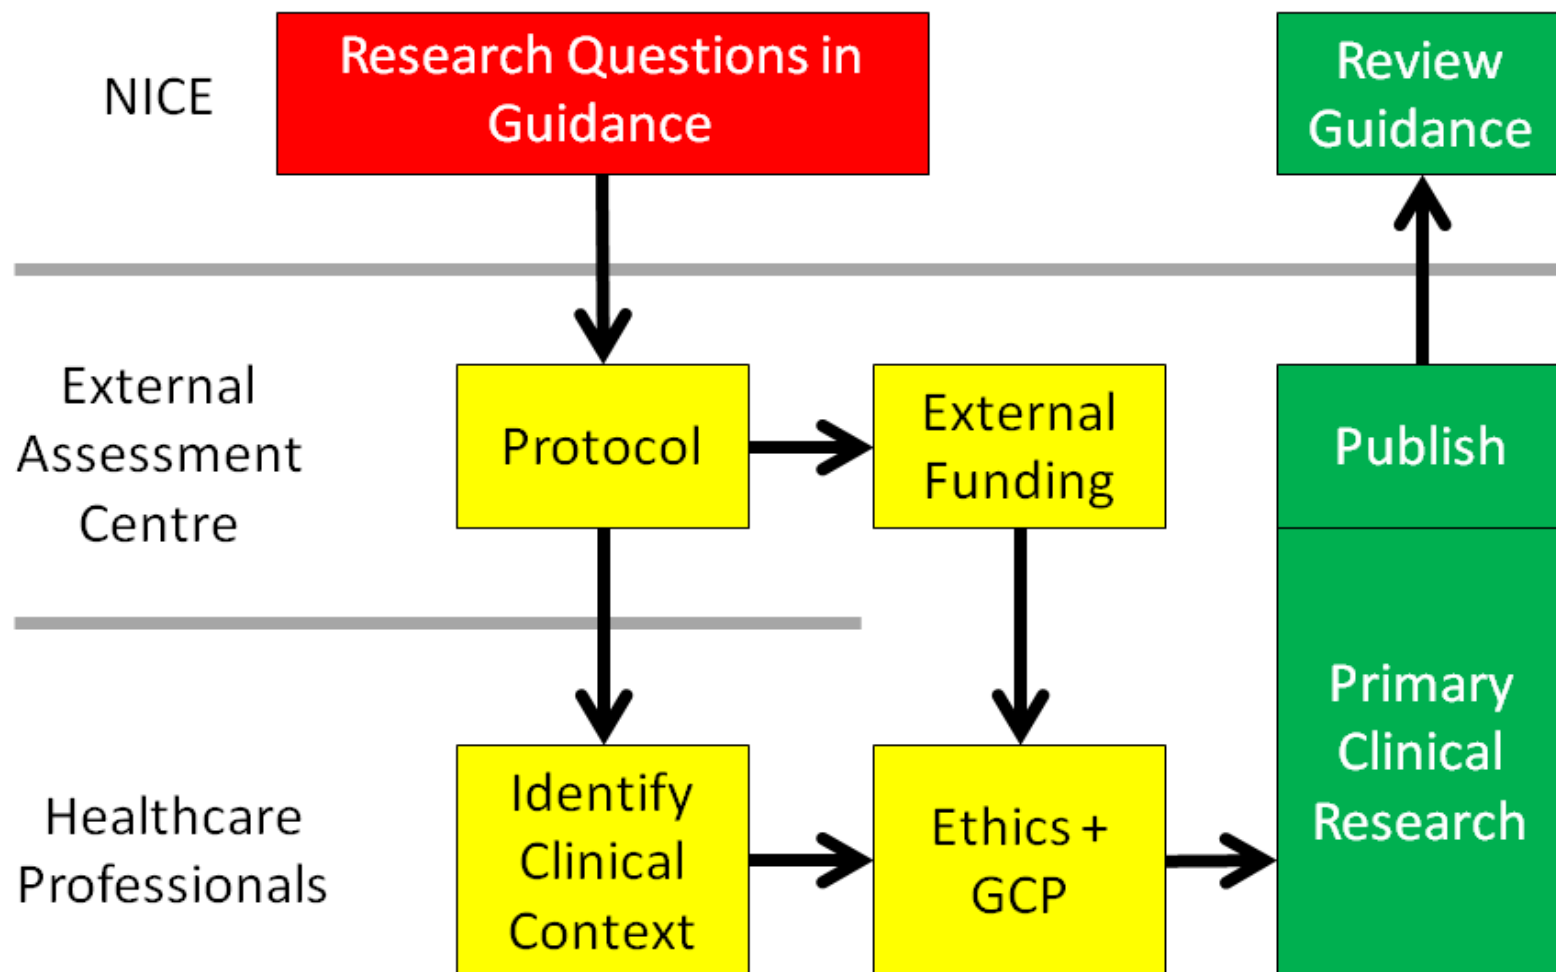 NICE
Research Questions in
Guidance
Review
Guidance
External
Assessment
Centre
Protocol
External
Funding
Publish
Healthcare
Professionals
Identify
Clinical
Context
Ethics +
GCP
Primary
Clinical
Research